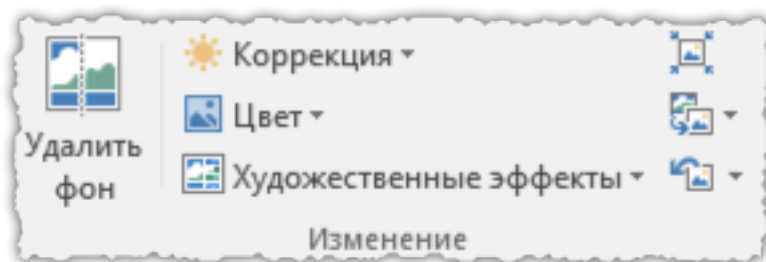 Удалить
фон
Коррекция
Цвет
Художественные эффекты
Изменение